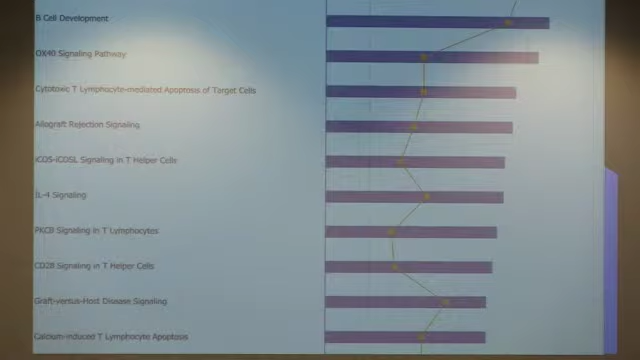 B Cell Development
OX40 Signaling Pathway
Cytotoxic T Lymphocyte-mediated Apoptosis of Target Cells
Allograft Rejection Signaling
iCOS-iCOSL Signaling in T Helper Cells
IL-4 Signaling
PKCθ Signaling in T Lymphocytes
CD28 Signaling in T Helper Cells
Graft-versus-Host Disease Signaling
Calcium-induced T Lymphocyte Apoptosis